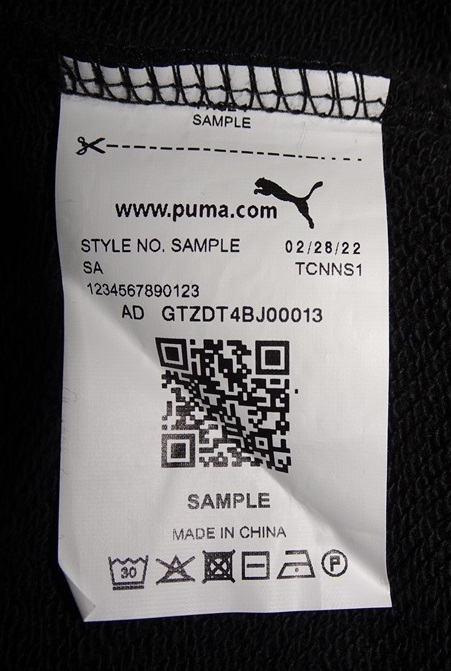 SAMPLE
www.puma.com
STYLE NO. SAMPLE 02/28/22
SA TCNNS1
1234567890123
AD GTZDT4BJ00013
SAMPLE
MADE IN CHINA
30 P